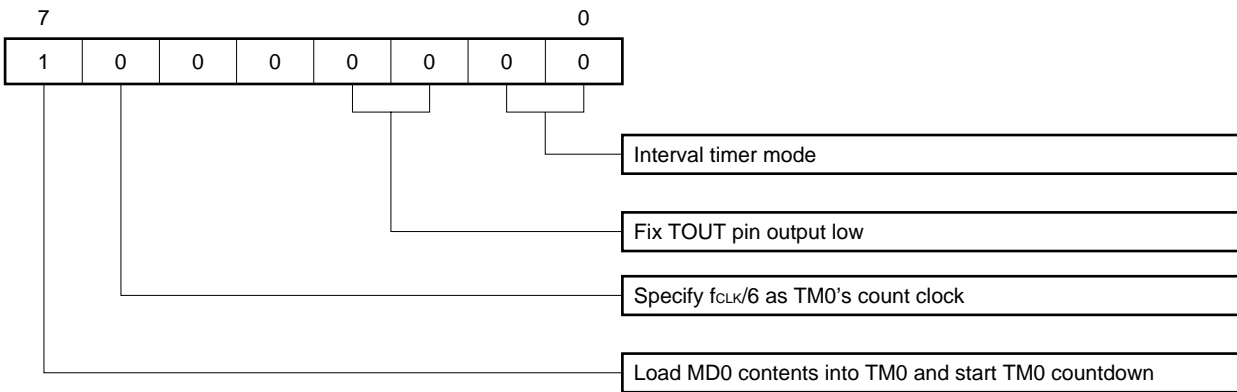 7 0
1 0 0 0 0 0 0 0
Interval timer mode
Fix TOUT pin output low
Specify fCLK/6 as TM0’s count clock
Load MD0 contents into TM0 and start TM0 countdown